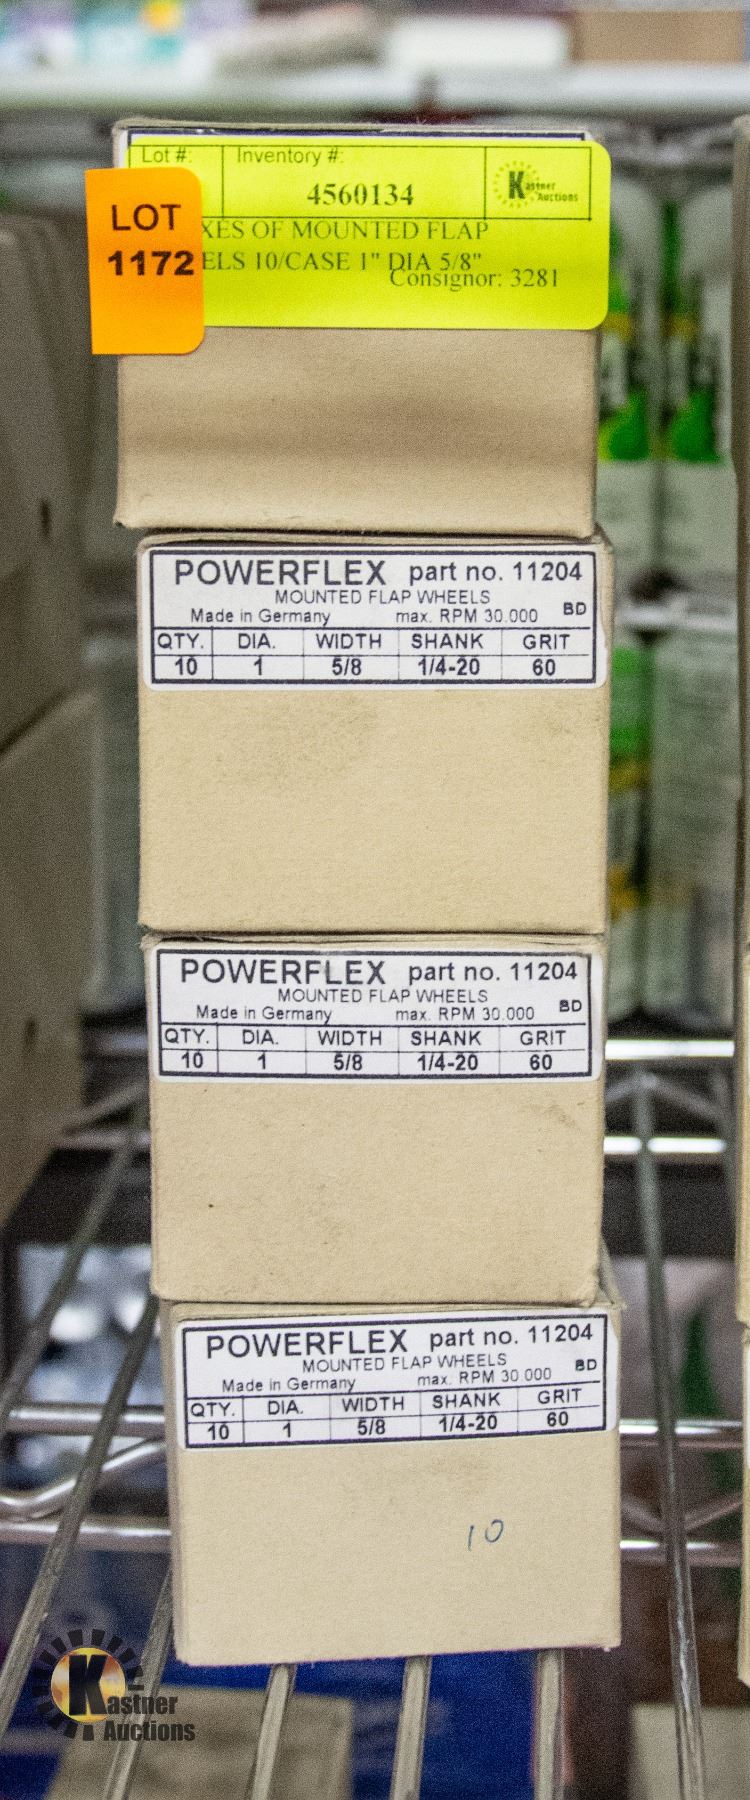 Lot #: Inventory #:
4560134
Kastner
Auctions
LOT
1172
XES OF MOUNTED FLAP
ELS 10/CASE 1" DIA 5/8"
Consignor: 3281
POWERFLEX part no. 11204
MOUNTED FLAP WHEELS
Made in Germany max. RPM 30.000 BD
QTY. DIA. WIDTH SHANK GRIT
10 1 5/8 1/4-20 60
POWERFLEX part no. 11204
MOUNTED FLAP WHEELS
Made in Germany max. RPM 30.000 BD
QTY. DIA. WIDTH SHANK GRIT
10 1 5/8 1/4-20 60
POWERFLEX part no. 11204
MOUNTED FLAP WHEELS
Made in Germany max. RPM 30 000 BD
QTY. DIA. WIDTH SHANK GRIT
10 1 5/8 1/4-20 60
10
Kastner
Auctions